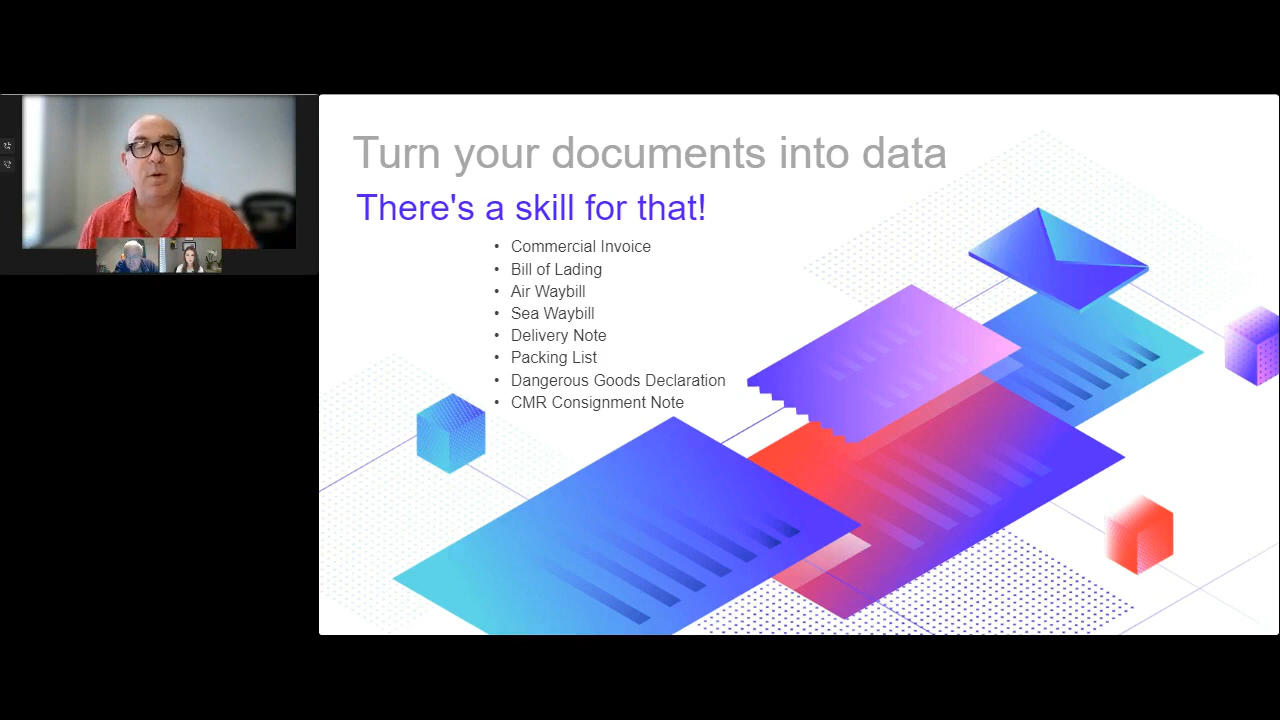 Turn your documents into data
There's a skill for that!
• Commercial Invoice
• Bill of Lading
• Air Waybill
• Sea Waybill
• Delivery Note
• Packing List
• Dangerous Goods Declaration
• CMR Consignment Note